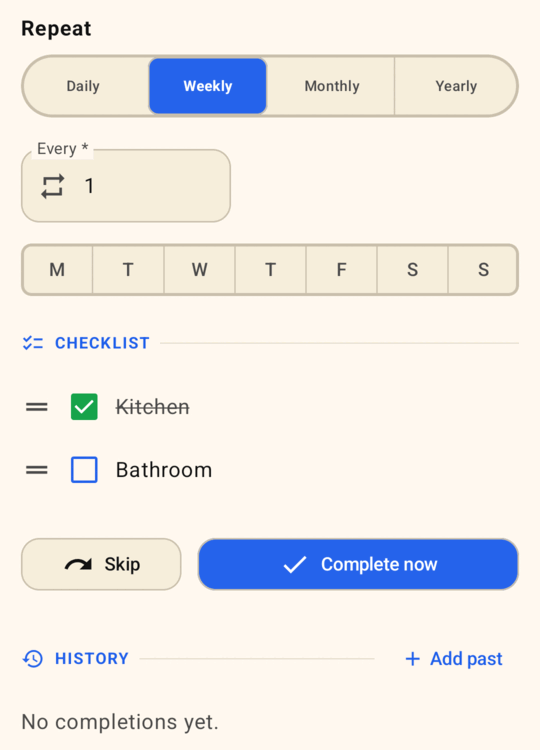 Repeat
Daily Weekly Monthly Yearly
Every *
1
M T W T F S S
CHECKLIST
Kitchen
Bathroom
Skip Complete now
HISTORY + Add past
No completions yet.